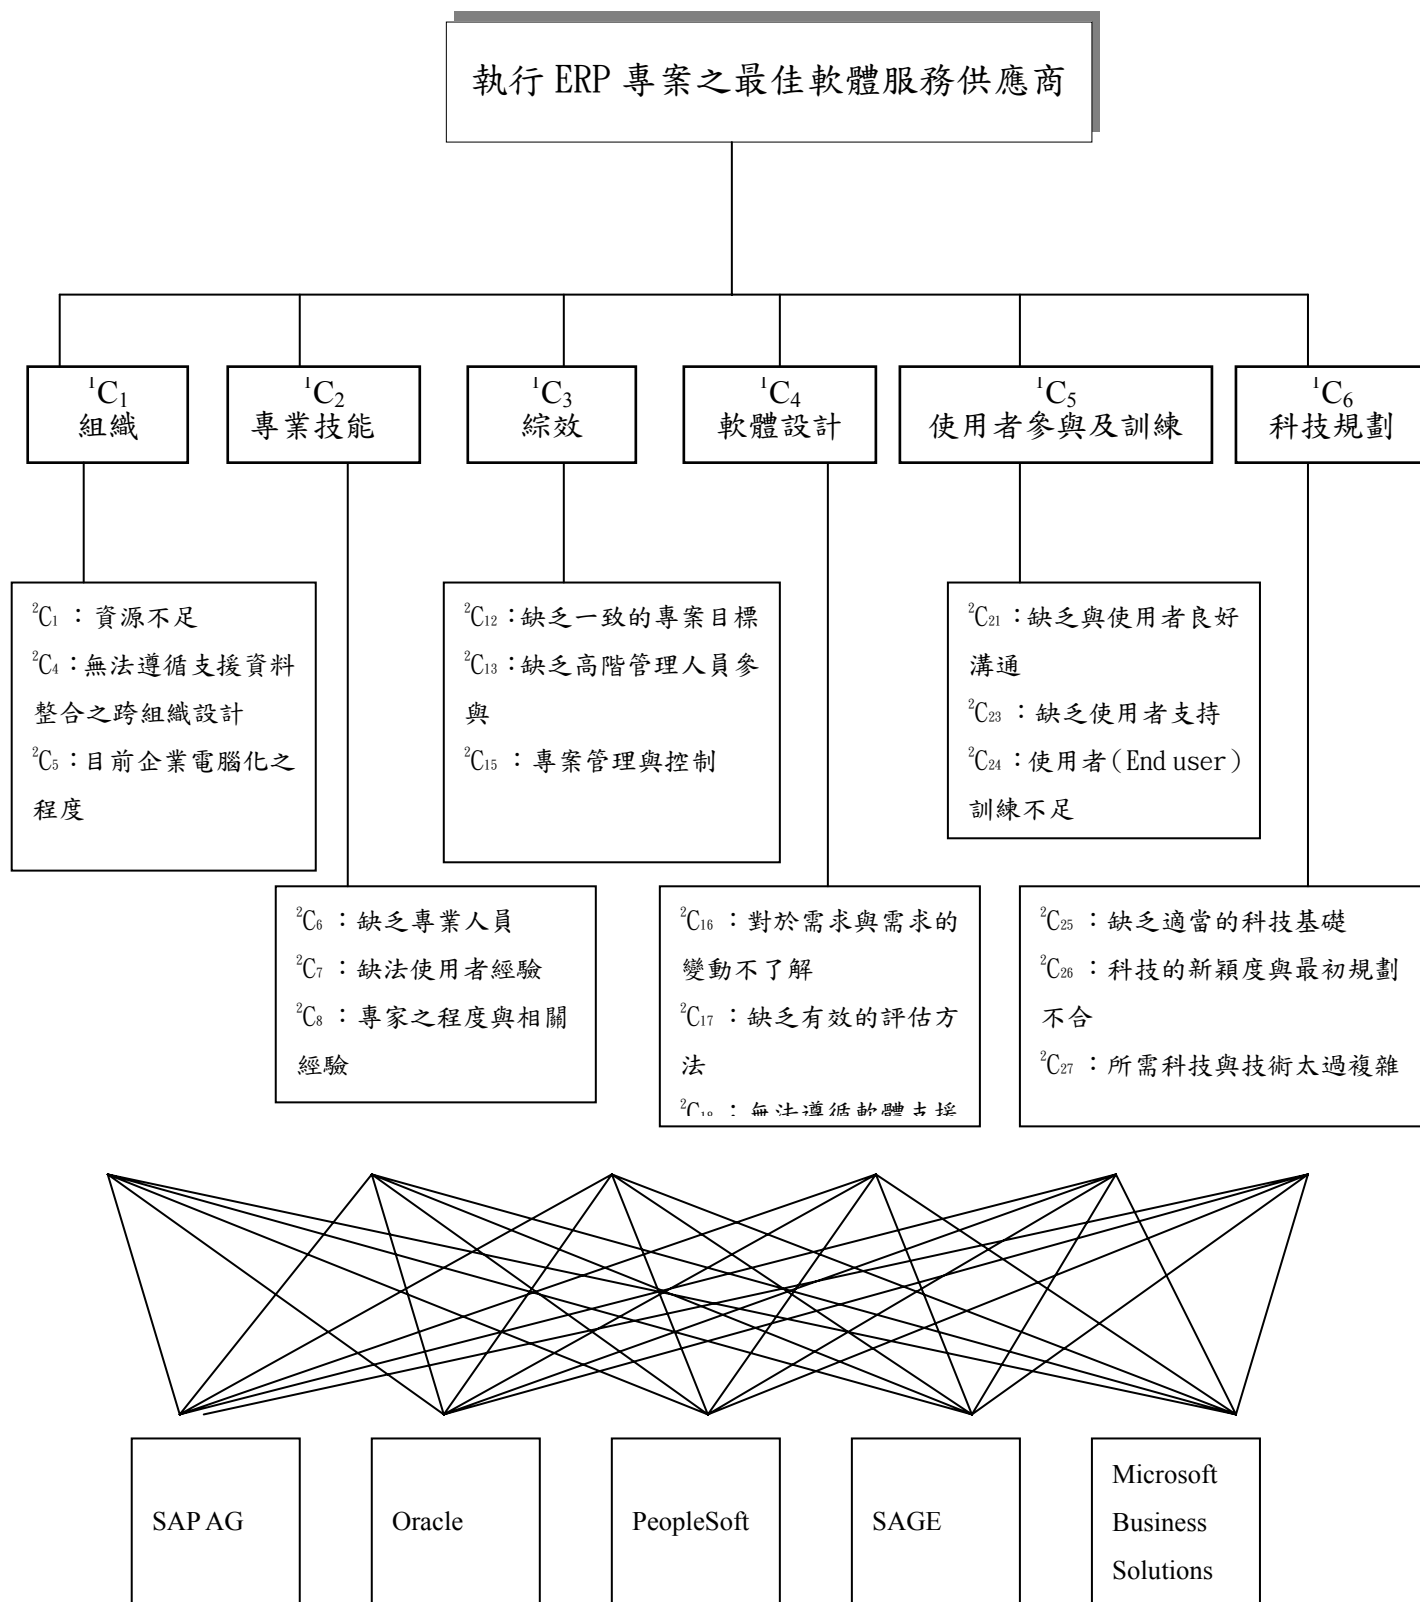 執行 ERP 專案之最佳軟體服務供應商
¹C₁
組織
¹C₂
專業技能
¹C₃
綜效
¹C₄
軟體設計
¹C₅
使用者參與及訓練
¹C₆
科技規劃
²C₁ ：資源不足
²C₄：無法遵循支援資料
整合之跨組織設計
²C₅：目前企業電腦化之
程度
²C₁₂：缺乏一致的專案目標
²C₁₃：缺乏高階管理人員參
與
²C₁₅ ：專案管理與控制
²C₂₁：缺乏與使用者良好
溝通
²C₂₃ ：缺乏使用者支持
²C₂₄：使用者(End user)
訓練不足
²C₆ ：缺乏專業人員
²C₇ ：缺法使用者經驗
²C₈ ：專家之程度與相關
經驗
²C₁₆ ：對於需求與需求的
變動不了解
²C₁₇ ：缺乏有效的評估方
法
²C₁₈ ：無法遵循軟體支援
²C₂₅ ：缺乏適當的科技基礎
²C₂₆ ：科技的新穎度與最初規劃
不合
²C₂₇ ：所需科技與技術太過複雜
SAP AG
Oracle
PeopleSoft
SAGE
Microsoft
Business
Solutions